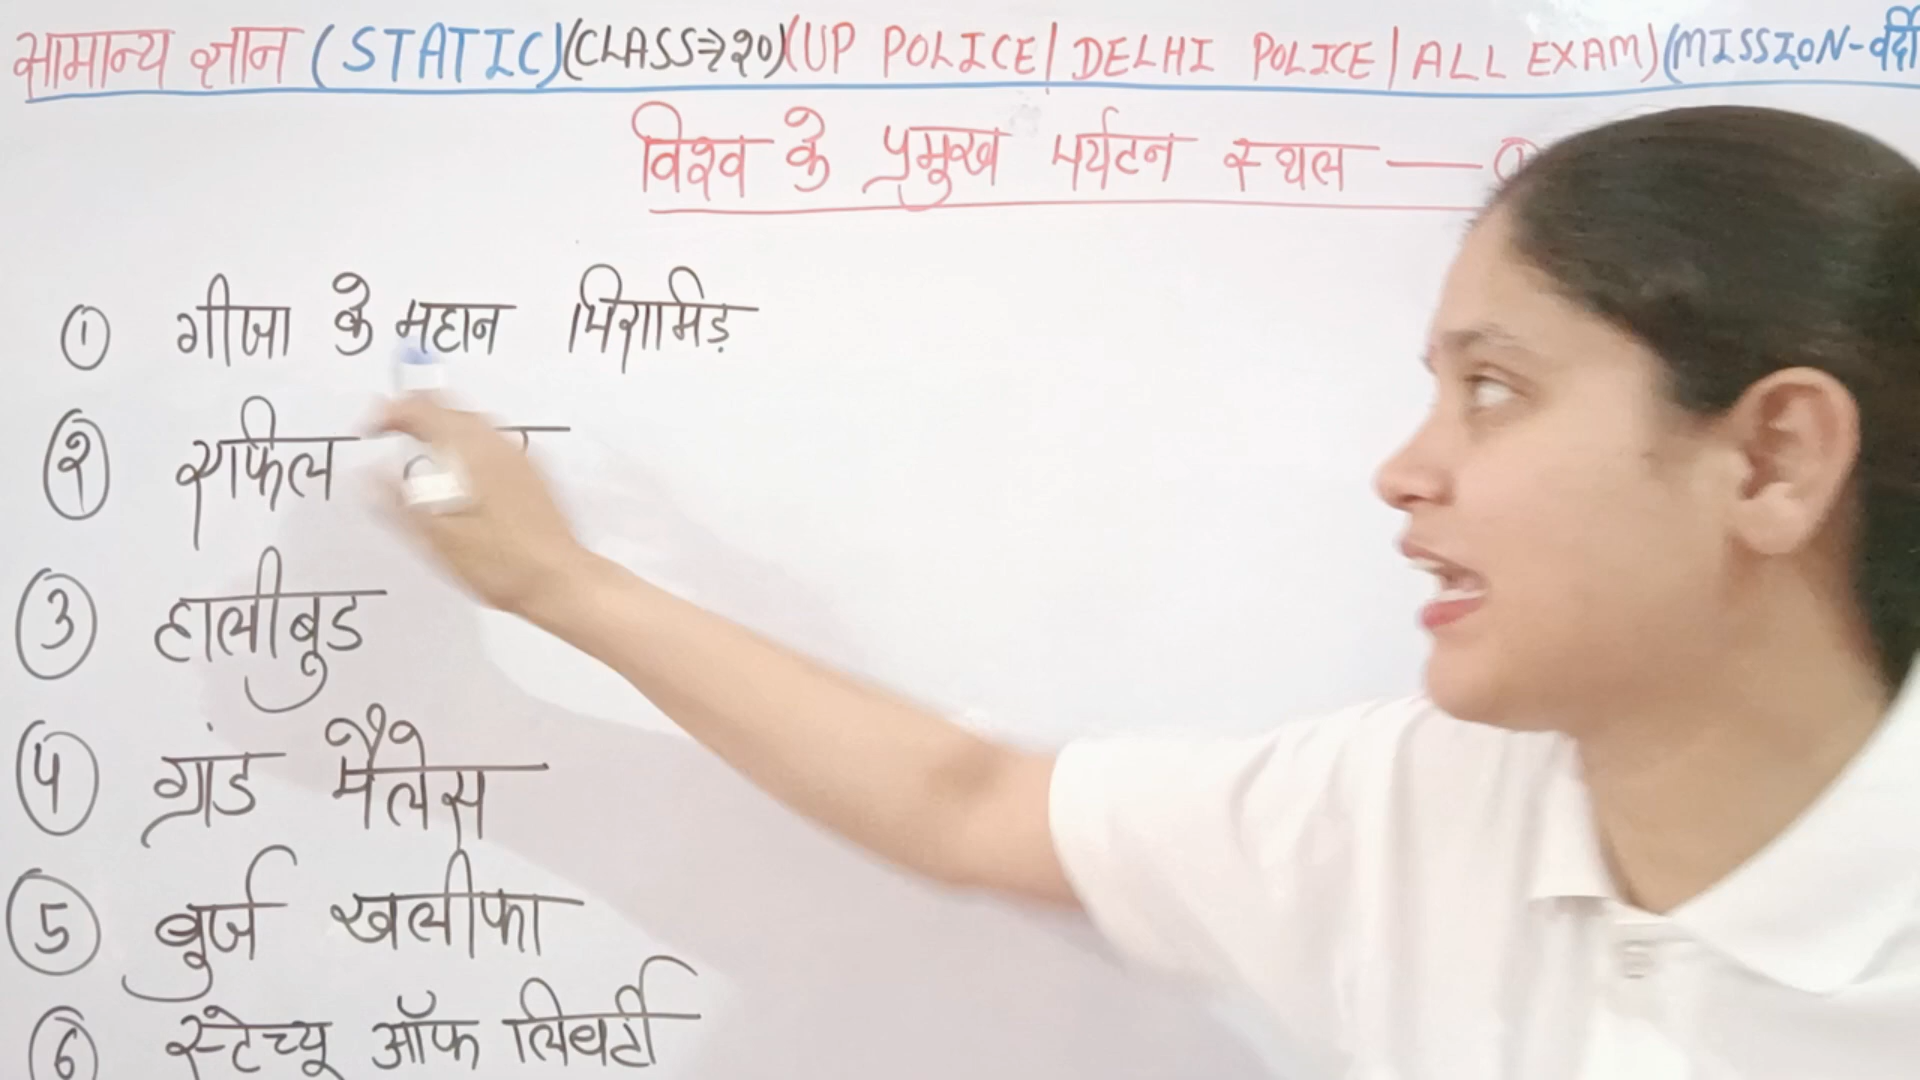 सामान्य ज्ञान (STATIC)(CLASS⇒20)(UP POLICE|DELHI POLICE|ALL EXAM)(MISSION-वर्दी
विश्व के प्रमुख पर्यटन स्थल —
① गीजा के महान पिरामिड़
② एफिल
③ हालीबुड
④ ग्रांड पैलेस
⑤ बुर्ज खलीफा
⑥ स्टेच्यू ऑफ लिबर्टी